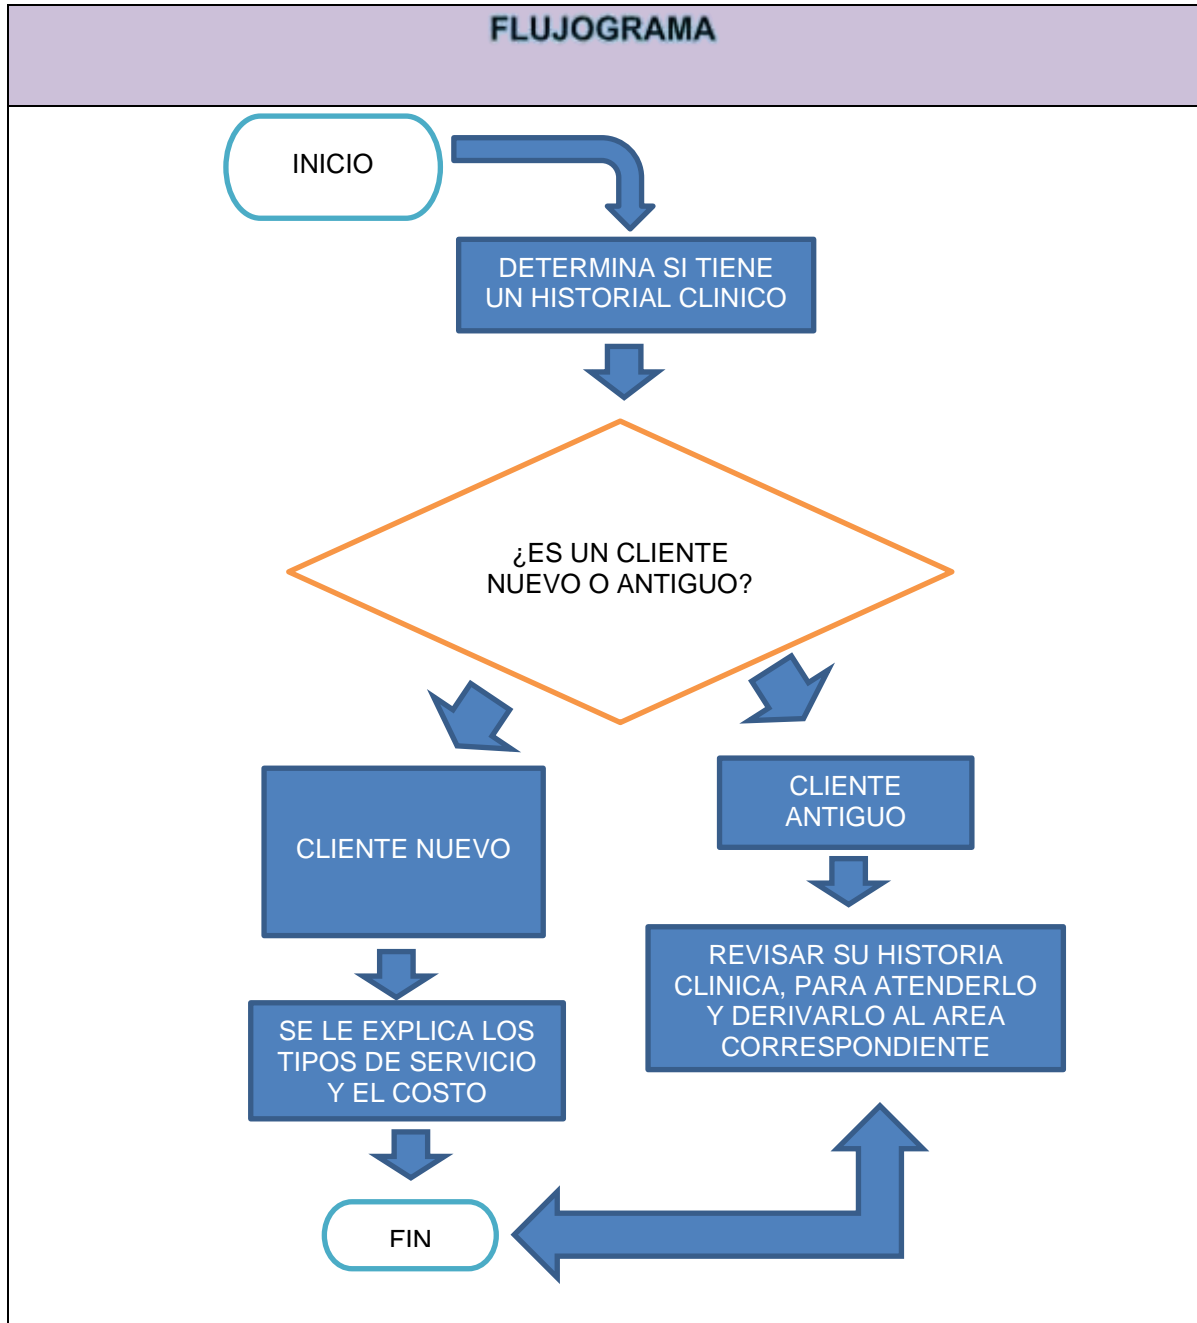 FLUJOGRAMA
INICIO
DETERMINA SI TIENE
UN HISTORIAL CLINICO
¿ES UN CLIENTE
NUEVO O ANTIGUO?
CLIENTE NUEVO
CLIENTE
ANTIGUO
SE LE EXPLICA LOS
TIPOS DE SERVICIO
Y EL COSTO
REVISAR SU HISTORIA
CLINICA, PARA ATENDERLO
Y DERIVARLO AL AREA
CORRESPONDIENTE
FIN